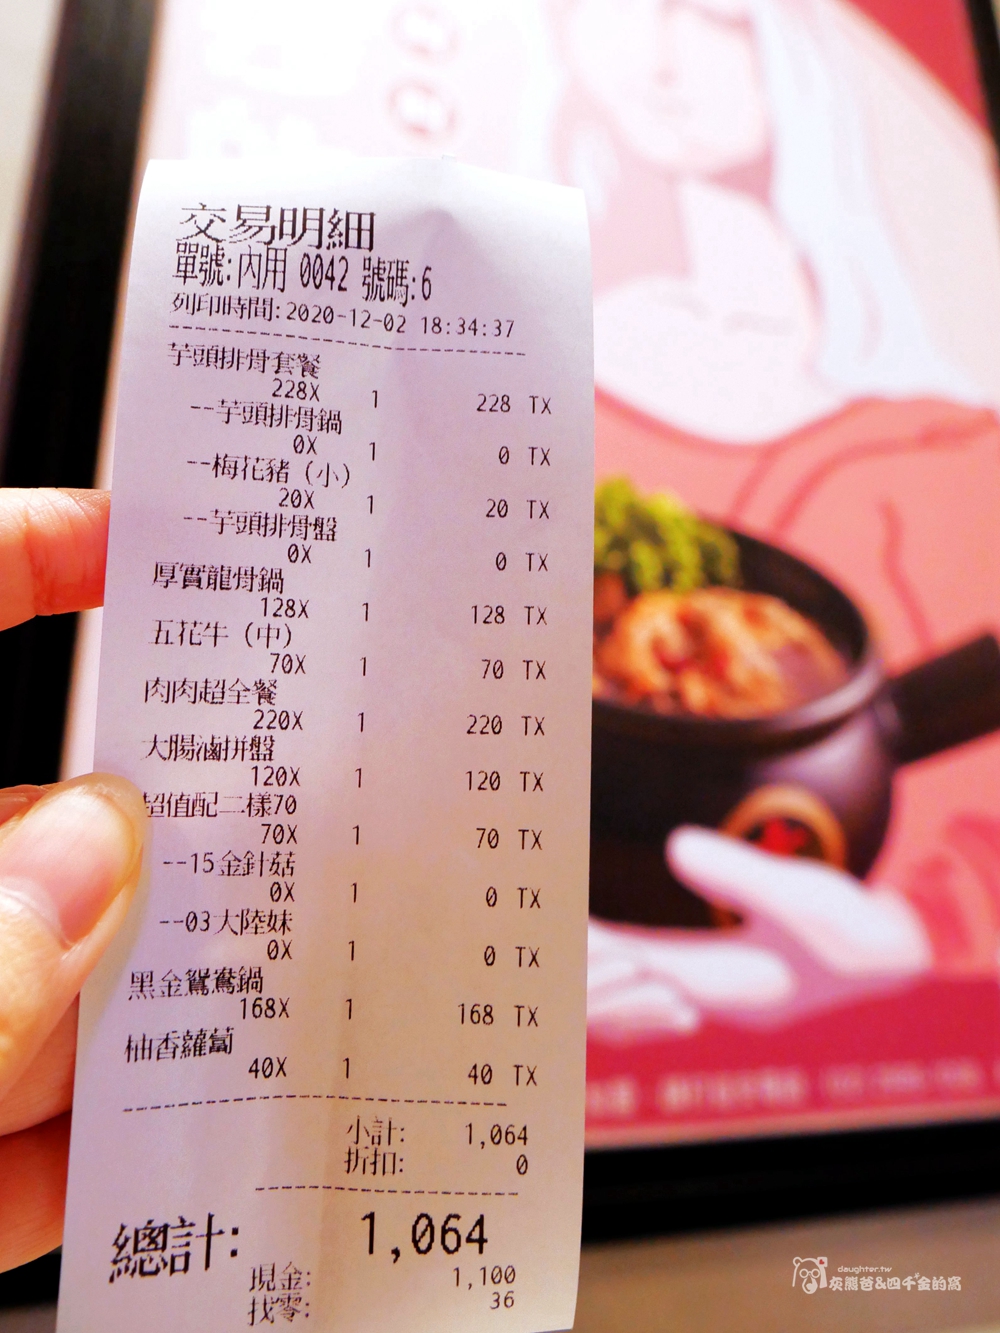 交易明細
單號:內用 0042 號碼:6
列印時間:2020-12-02 18:34:37
芋頭排骨套餐
228X 1 228 TX
--芋頭排骨鍋
0X 1 0 TX
--梅花豬(小)
20X 1 20 TX
--芋頭排骨盤
0X 1 0 TX
厚實龍骨鍋
128X 1 128 TX
五花牛(中)
70X 1 70 TX
肉肉超全餐
220X 1 220 TX
大腸滷拼盤
120X 1 120 TX
超值配二樣70
70X 1 70 TX
--15金針菇
0X 1 0 TX
--03大陸妹
0X 1 0 TX
黑金鴛鴦鍋
168X 1 168 TX
柚香蘿蔔
40X 1 40 TX
小計: 1,064
折扣: 0
總計: 1,064
現金: 1,100
找零: 36
daughter.tw
灰熊爸&四千金的窩